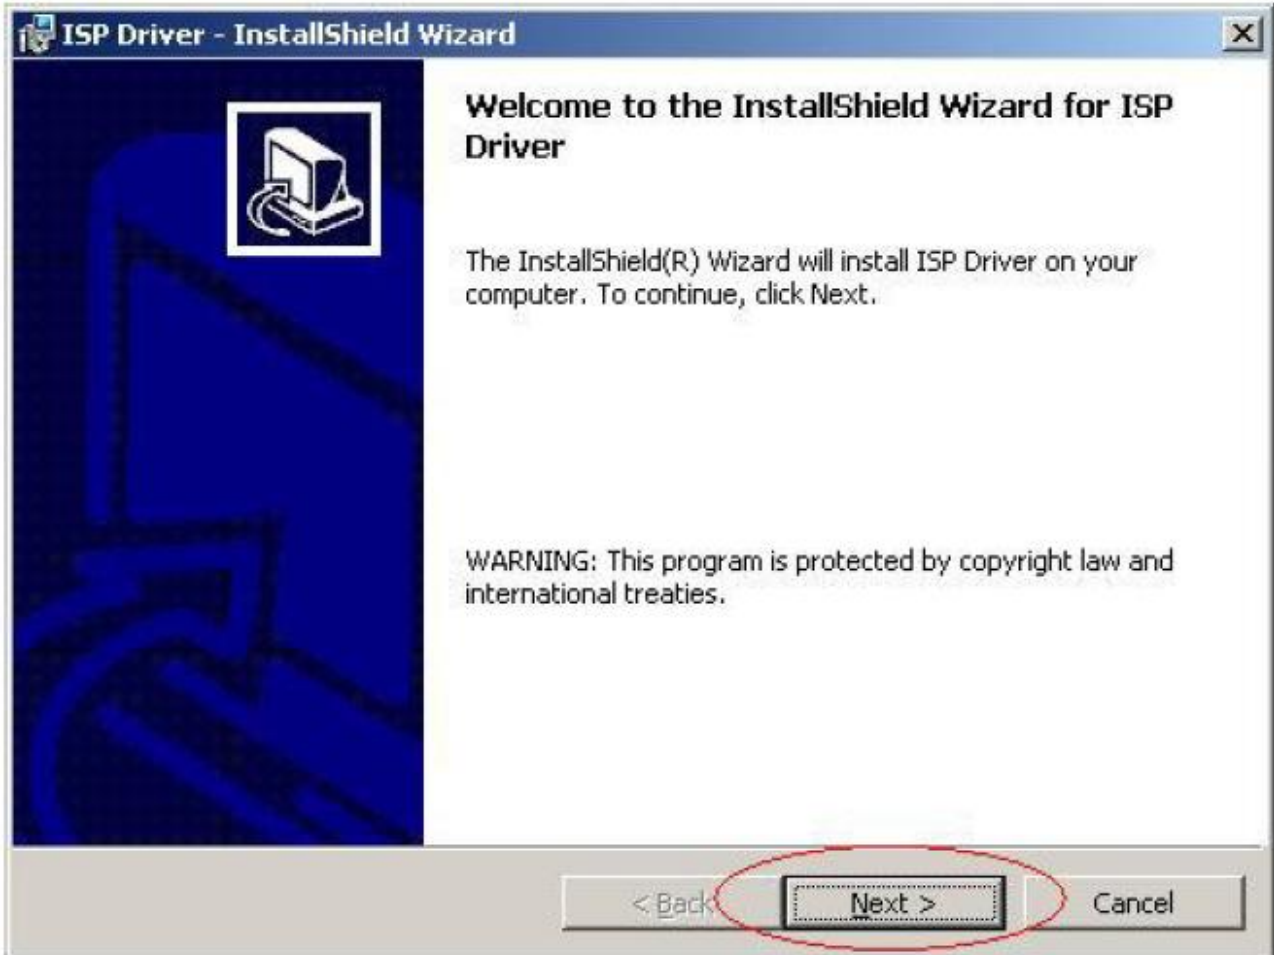 ISP Driver - InstallShield Wizard
Welcome to the InstallShield Wizard for ISP
Driver
The InstallShield(R) Wizard will install ISP Driver on your
computer. To continue, click Next.
WARNING: This program is protected by copyright law and
international treaties.
< Back
Next >
Cancel